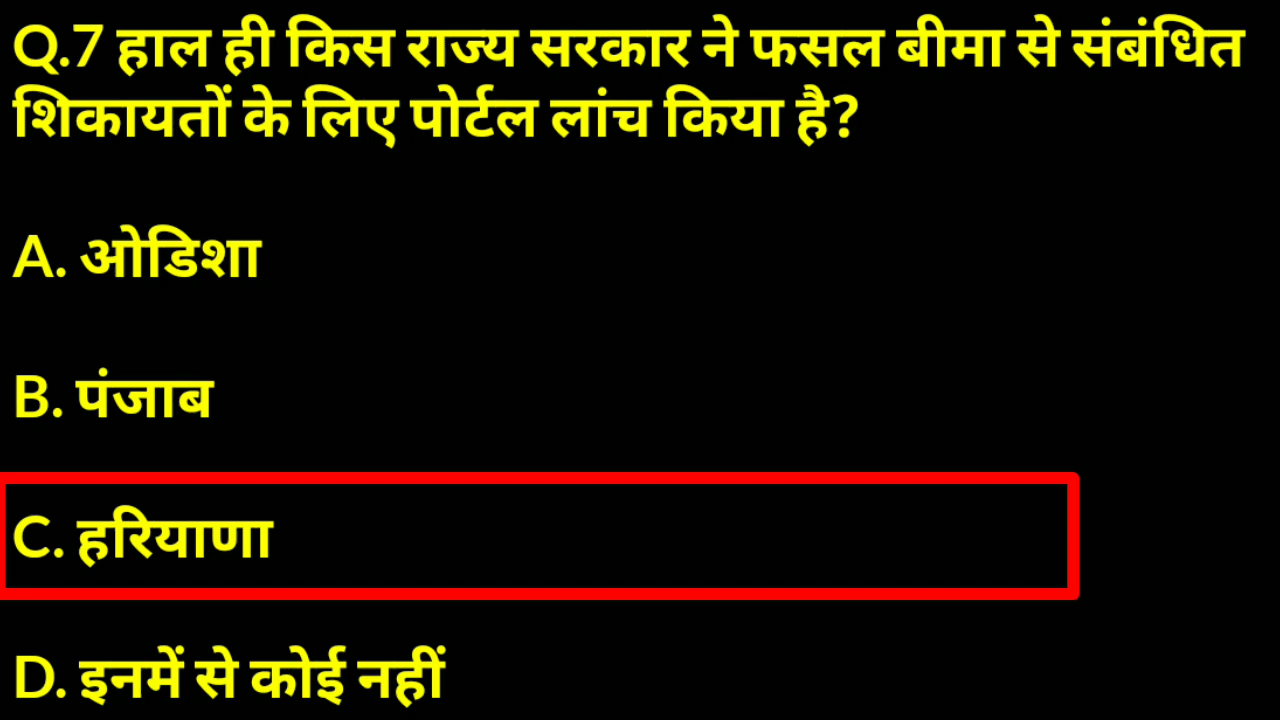 Q.7 हाल ही किस राज्य सरकार ने फसल बीमा से संबंधित
शिकायतों के लिए पोर्टल लांच किया है?
A. ओडिशा
B. पंजाब
C. हरियाणा
D. इनमें से कोई नहीं